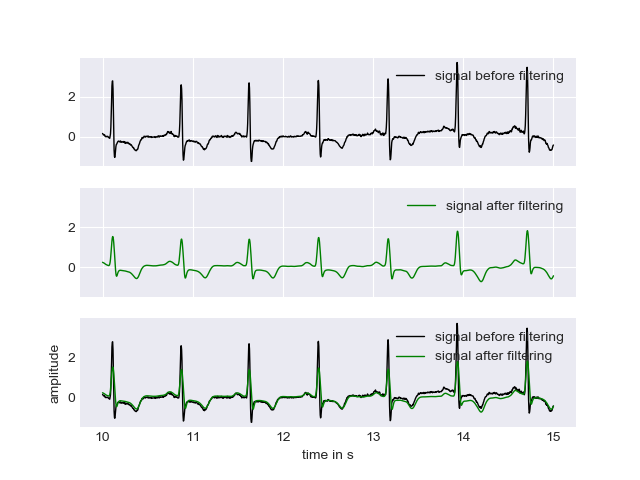 signal before filtering
2
0
signal after filtering
2
0
signal before filtering
signal after filtering
2
0
amplitude
10 11 12 13 14 15
time in s